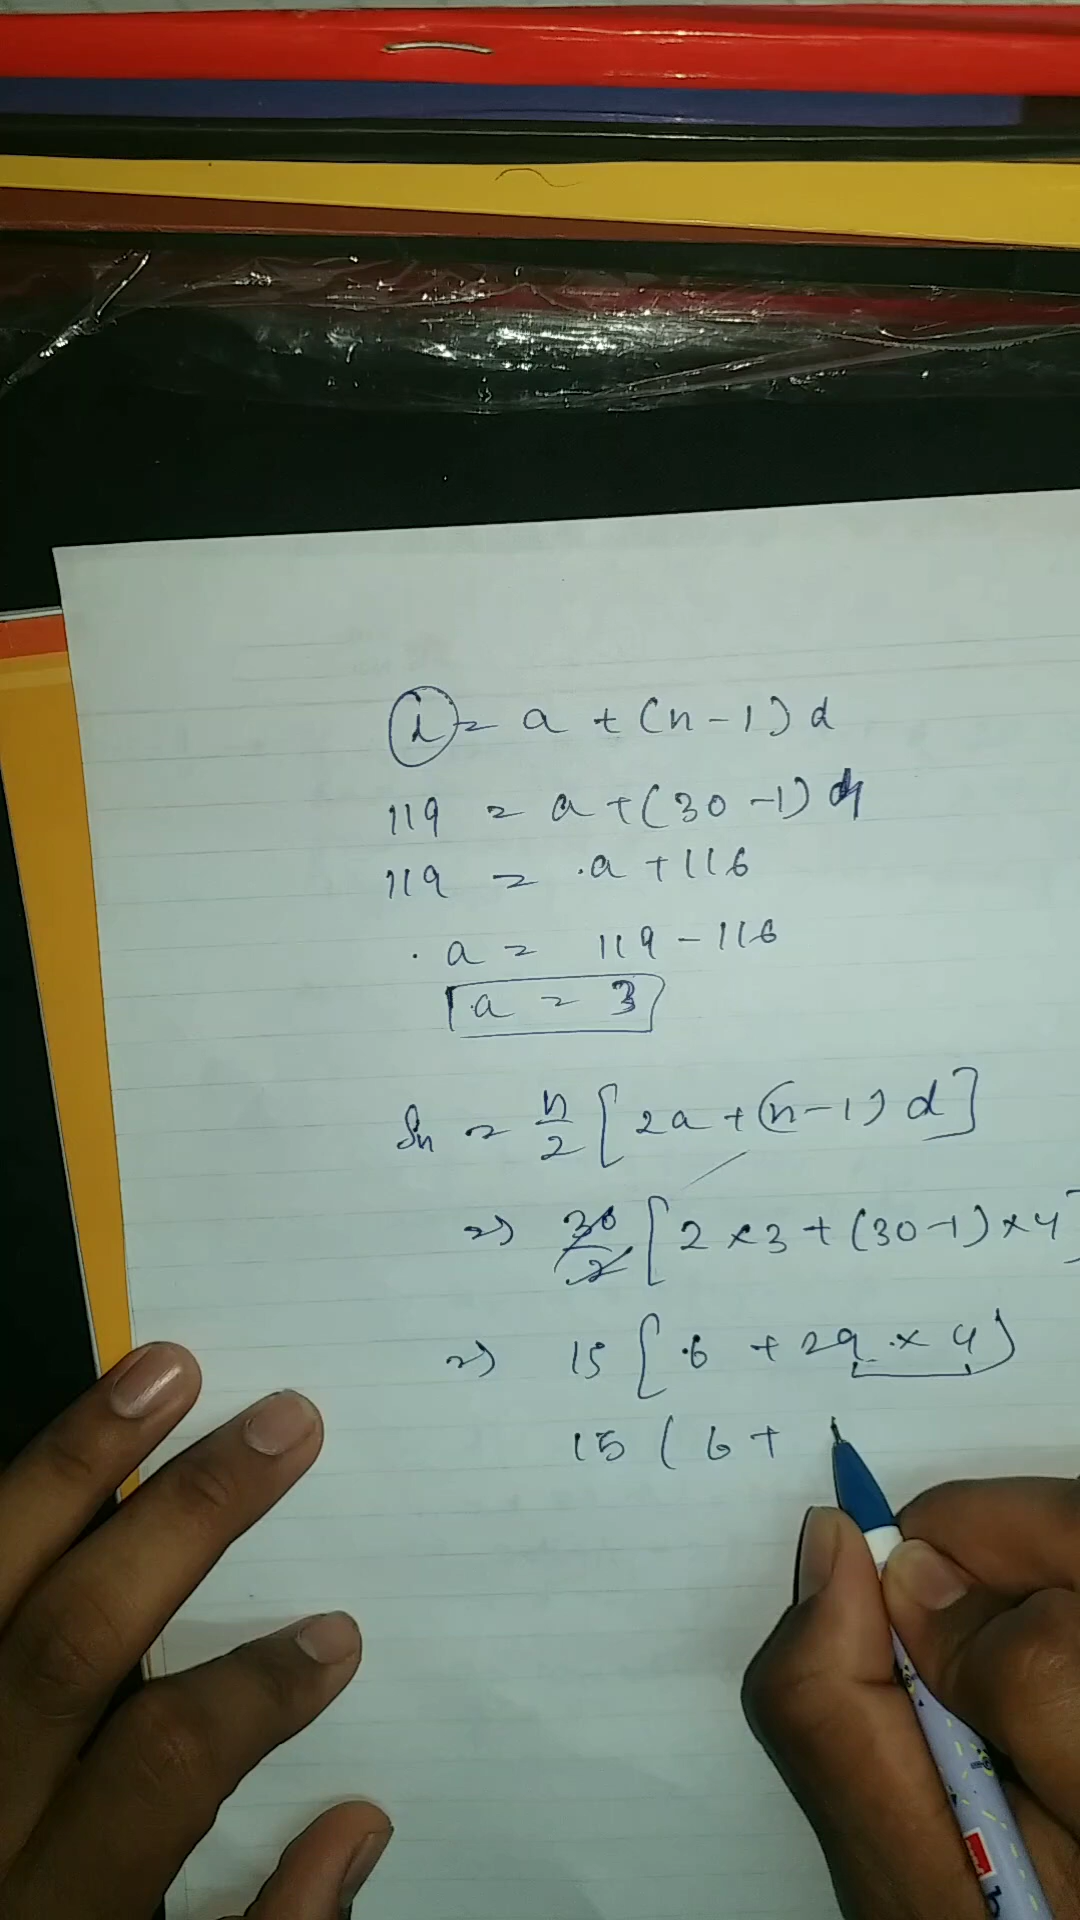 l = a + (n - 1) d
119 = a + (30 - 1) 4
119 = a + 116
a = 119 - 116
a = 3
Sn = n/2 [2a + (n - 1) d]
=> 30/2 [2 × 3 + (30 - 1) × 4]
=> 15 [6 + 29 × 4)
15 ( 6 +